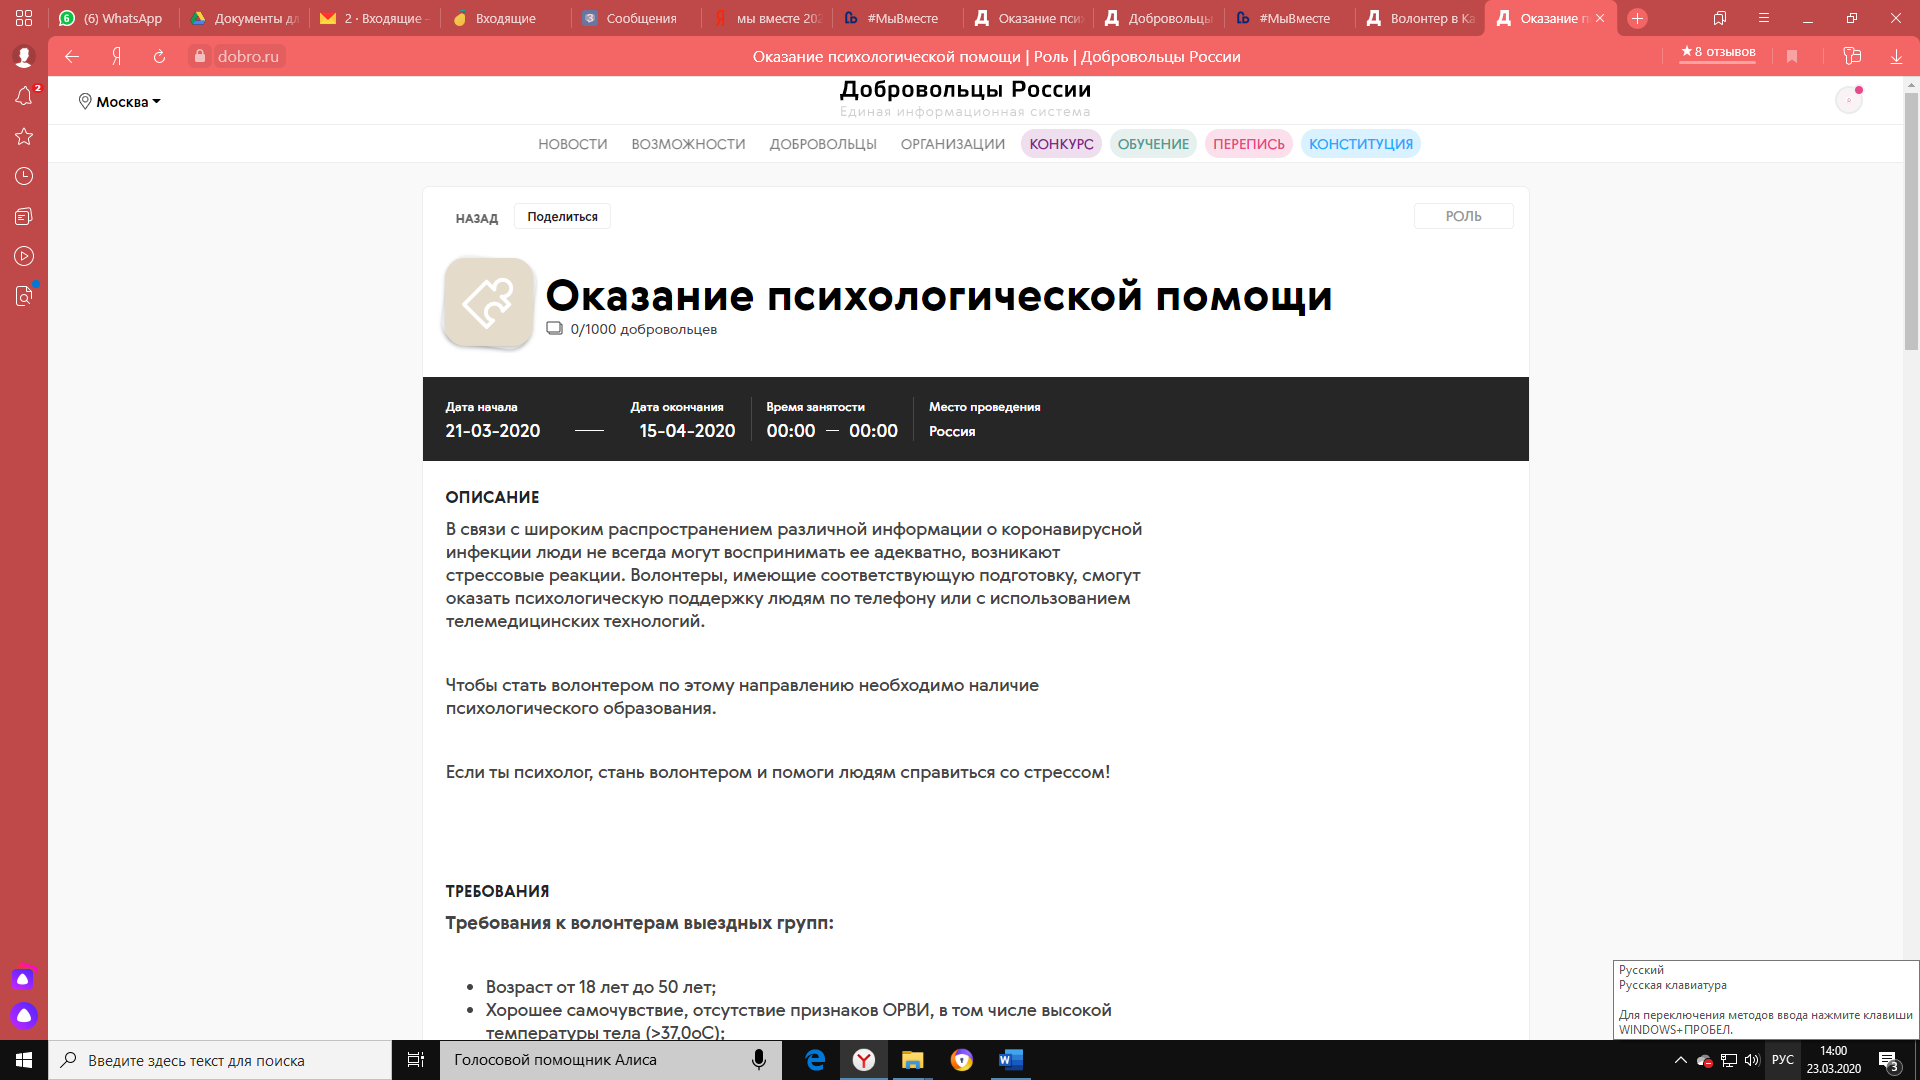 (6) WhatsApp
Документы дл
2 · Входящие -
Входящие
Сообщения
мы вместе 202
#МыВместе
Оказание псих
Добровольцы
#МыВместе
Волонтер в Ка
Оказание п
dobro.ru
Оказание психологической помощи | Роль | Добровольцы России
★8 отзывов
2
Москва
Добровольцы России
Единая информационная система
НОВОСТИ
ВОЗМОЖНОСТИ
ДОБРОВОЛЬЦЫ
ОРГАНИЗАЦИИ
КОНКУРС
ОБУЧЕНИЕ
ПЕРЕПИСЬ
КОНСТИТУЦИЯ
НАЗАД
Поделиться
РОЛЬ
Оказание психологической помощи
0/1000 добровольцев
Дата начала
Дата окончания
Время занятости
Место проведения
21-03-2020 — 15-04-2020
00:00 — 00:00
Россия
ОПИСАНИЕ
В связи с широким распространением различной информации о коронавирусной
инфекции люди не всегда могут воспринимать ее адекватно, возникают
стрессовые реакции. Волонтеры, имеющие соответствующую подготовку, смогут
оказать психологическую поддержку людям по телефону или с использованием
телемедицинских технологий.
Чтобы стать волонтером по этому направлению необходимо наличие
психологического образования.
Если ты психолог, стань волонтером и помоги людям справиться со стрессом!
ТРЕБОВАНИЯ
Требования к волонтерам выездных групп:
• Возраст от 18 лет до 50 лет;
• Хорошее самочувствие, отсутствие признаков ОРВИ, в том числе высокой
температуры тела (>37,0оС);
Русский
Русская клавиатура
Для переключения методов ввода нажмите клавиши
WINDOWS+ПРОБЕЛ.
Введите здесь текст для поиска
Голосовой помощник Алиса
РУС
14:00
23.03.2020
3